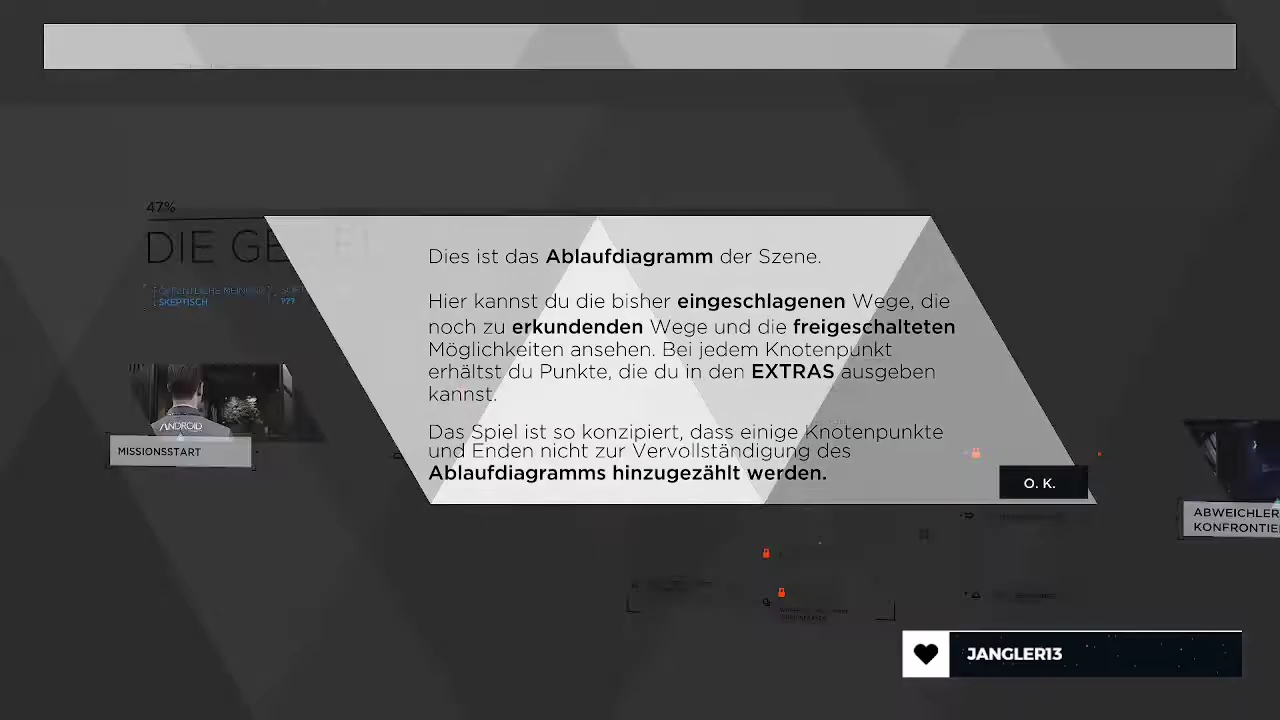 47%
DIE GE
SKEPTISCH
???
Dies ist das Ablaufdiagramm der Szene.
Hier kannst du die bisher eingeschlagenen Wege, die
noch zu erkundenden Wege und die freigeschalteten
Möglichkeiten ansehen. Bei jedem Knotenpunkt
erhältst du Punkte, die du in den EXTRAS ausgeben
kannst.
Das Spiel ist so konzipiert, dass einige Knotenpunkte
und Enden nicht zur Vervollständigung des
Ablaufdiagramms hinzugezählt werden.
O. K.
ANDROID
MISSIONSSTART
ABWEICHLER
KONFRONTIE
JANGLER13